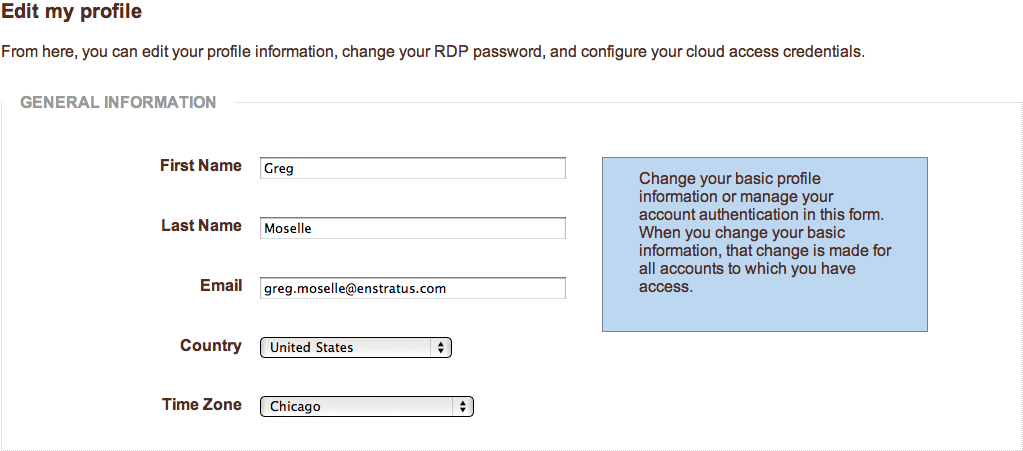 Edit my profile
From here, you can edit your profile information, change your RDP password, and configure your cloud access credentials.
GENERAL INFORMATION
First Name Greg
Last Name Moselle
Email greg.moselle@enstratus.com
Country United States
Time Zone Chicago
Change your basic profile
information or manage your
account authentication in this form.
When you change your basic
information, that change is made for
all accounts to which you have
access.